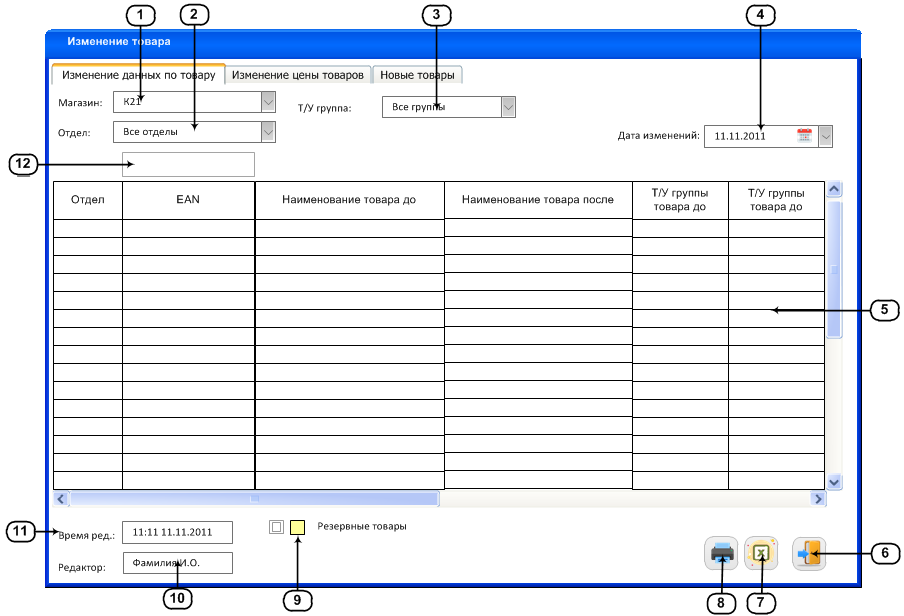 1
2
3
4
Изменение товара
Изменение данных по товару
Изменение цены товаров
Новые товары
Магазин: К21
Т/У группа: Все группы
Отдел: Все отделы
Дата изменений: 11.11.2011
12
Отдел
EAN
Наименование товара до
Наименование товара после
Т/У группы
товара до
Т/У группы
товара до
5
11
Время ред.: 11:11 11.11.2011
Резервные товары
Редактор: Фамилия И.О.
6
10
9
8
7